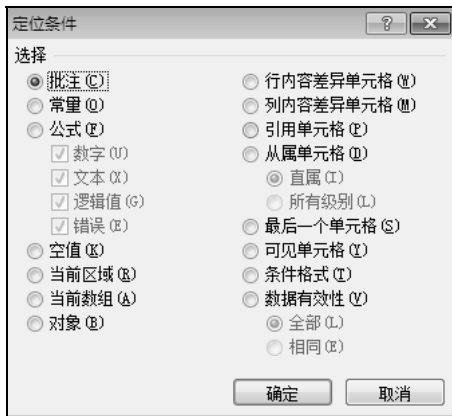 定位条件
选择
批注(C)
常量(O)
公式(F)
数字(U)
文本(X)
逻辑值(G)
错误(E)
空值(K)
当前区域(R)
当前数组(A)
对象(B)
行内容差异单元格(W)
列内容差异单元格(M)
引用单元格(P)
从属单元格(D)
直属(I)
所有级别(L)
最后一个单元格(S)
可见单元格(Y)
条件格式(T)
数据有效性(V)
全部(L)
相同(E)
确定
取消